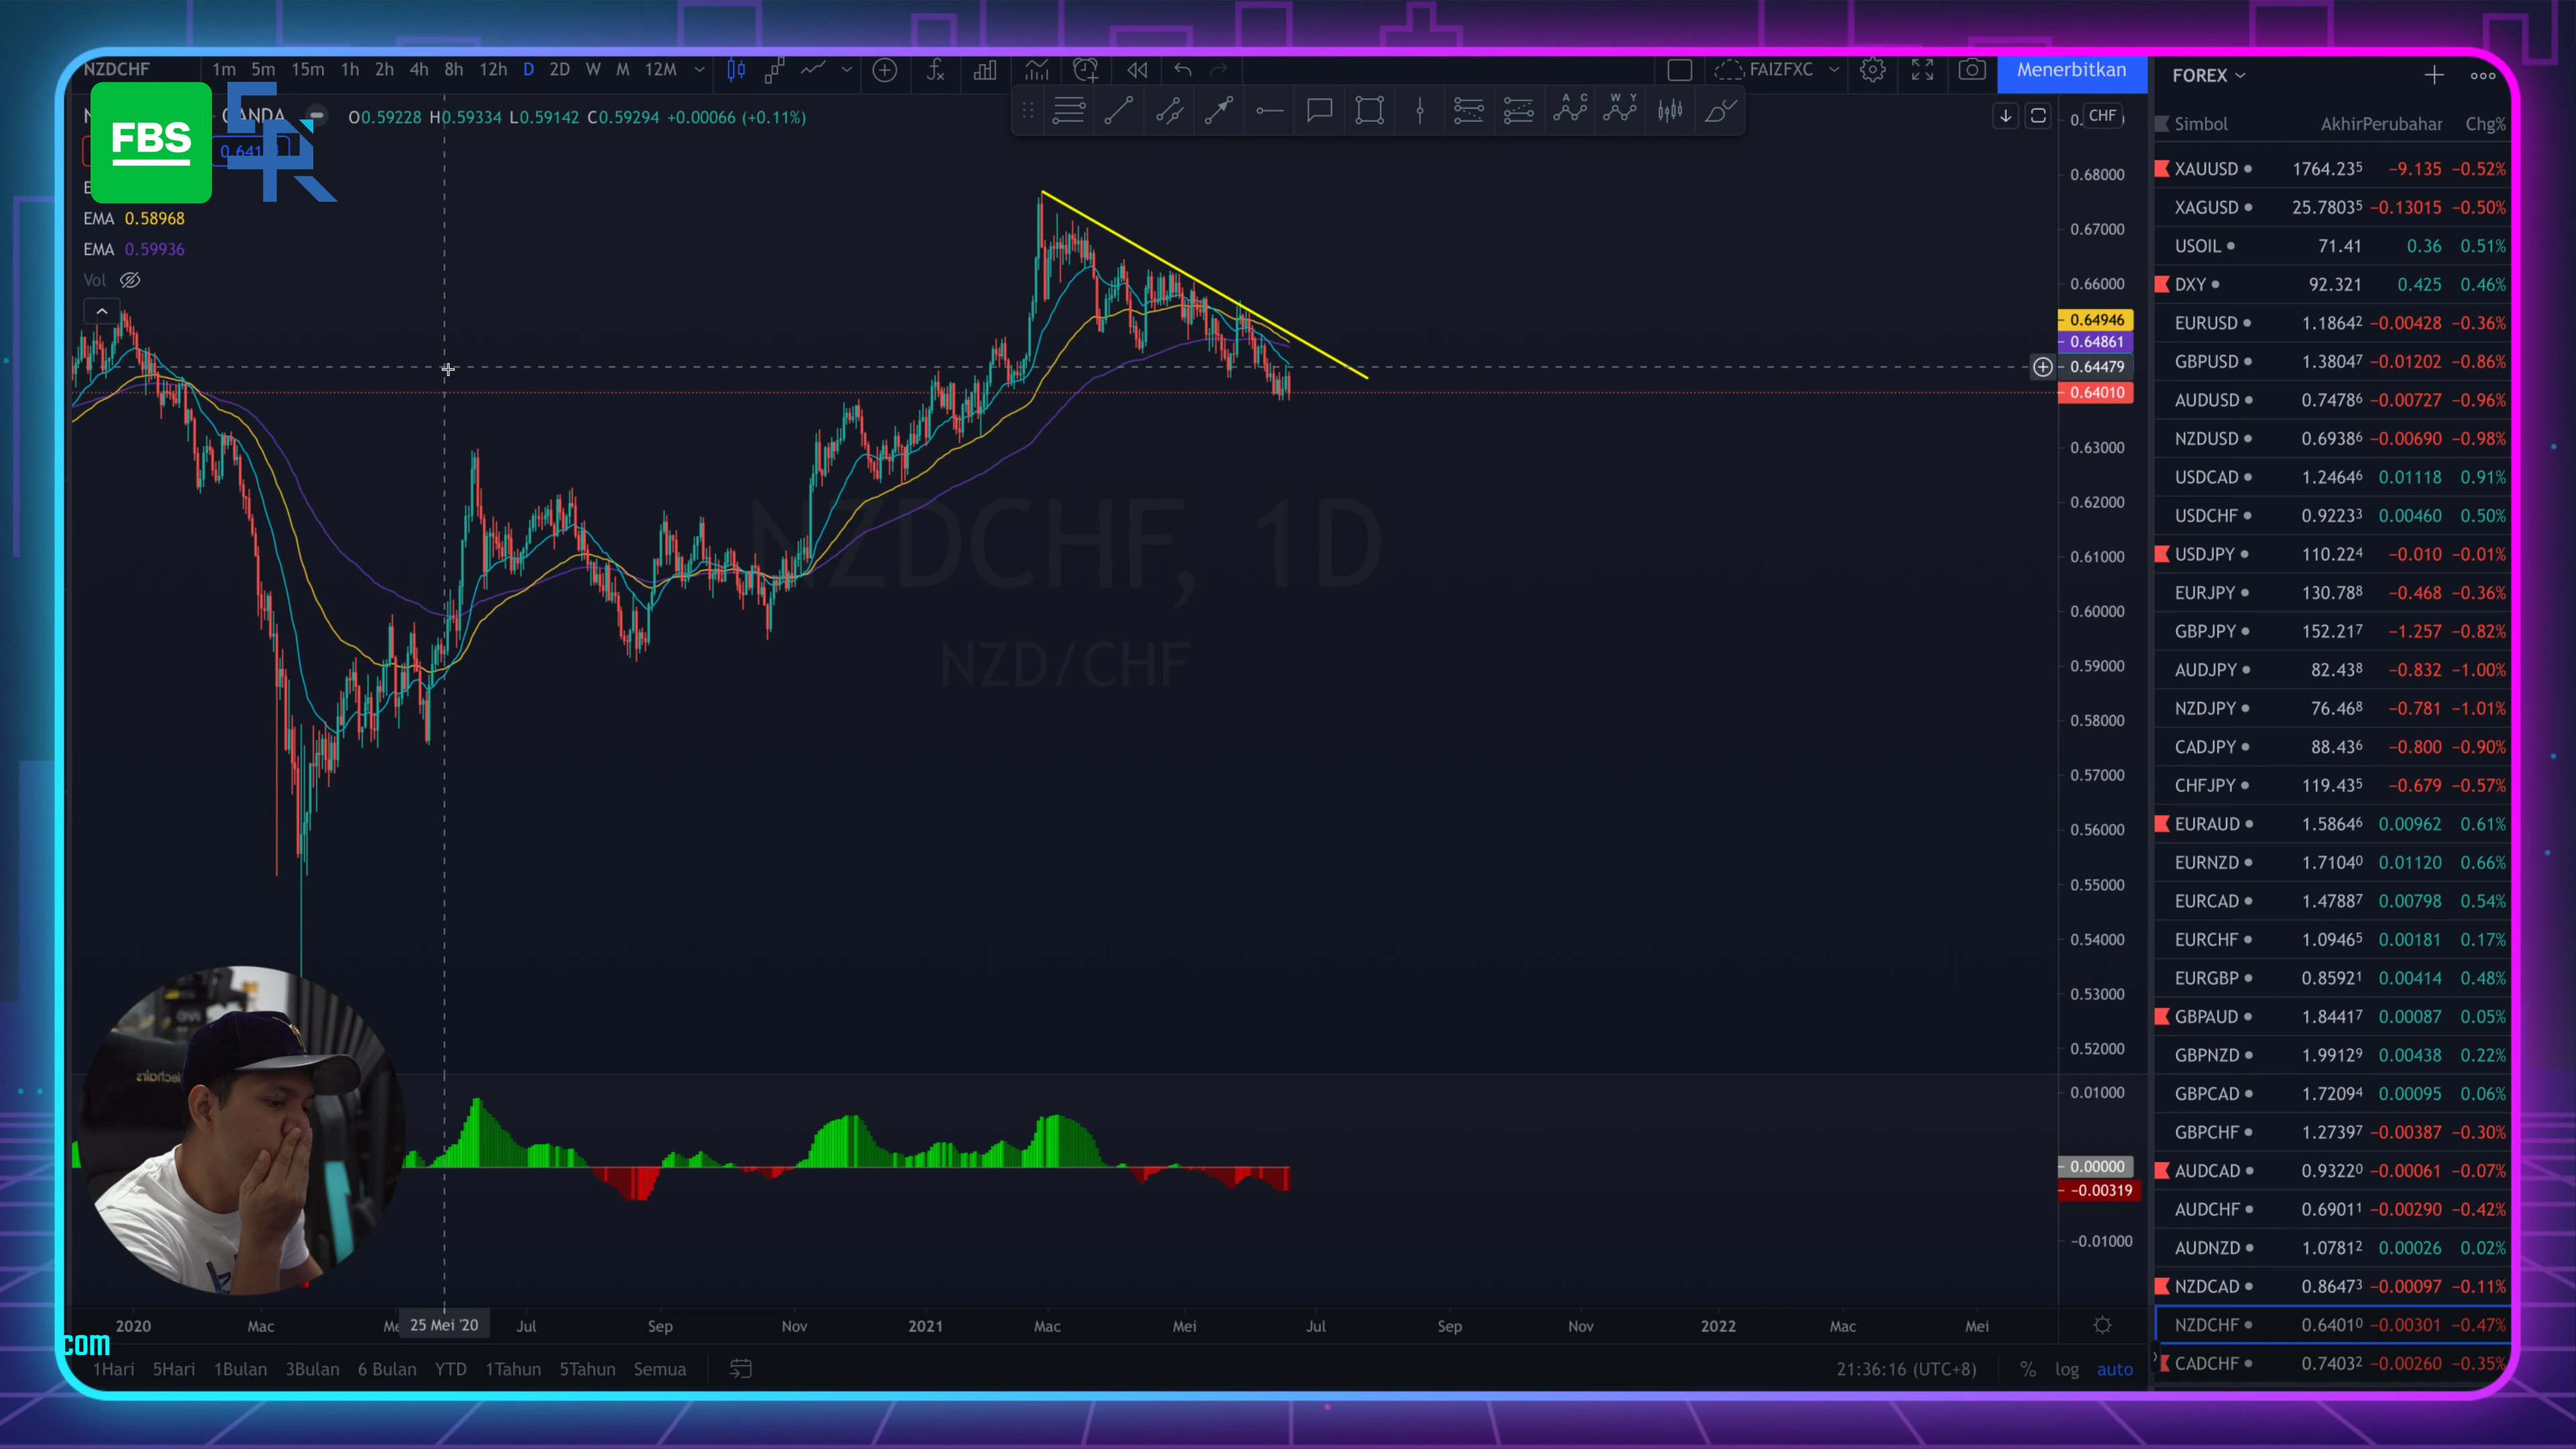 NZDCHF 1m 5m 15m 1h 2h 4h 8h 12h D 2D W M 12M FAIZFXC Menerbitkan
FOREX
O0.59228 H0.59334 L0.59142 C0.59294 +0.00066 (+0.11%)
FBS
EMA 0.58968
EMA 0.59936
Vol
A C
W Y
CHF
0.68000
0.67000
0.66000
0.64946
0.64861
0.64479
0.64010
0.63000
0.62000
0.61000
0.60000
0.59000
0.58000
0.57000
0.56000
0.55000
0.54000
0.53000
0.52000
0.01000
0.00000
−0.00319
−0.01000
NZDCHF, 1D
NZD/CHF
2020 Mac 25 Mei '20 Jul Sep Nov 2021 Mac Mei Jul Sep Nov 2022 Mac Mei
com
1Hari 5Hari 1Bulan 3Bulan 6 Bulan YTD 1Tahun 5Tahun Semua 21:36:16 (UTC+8) % log auto
Simbol Akhir Perubahar Chg%
XAUUSD 1764.235 −9.135 −0.52%
XAGUSD 25.78035 −0.13015 −0.50%
USOIL 71.41 0.36 0.51%
DXY 92.321 0.425 0.46%
EURUSD 1.18642 −0.00428 −0.36%
GBPUSD 1.38047 −0.01202 −0.86%
AUDUSD 0.74786 −0.00727 −0.96%
NZDUSD 0.69386 −0.00690 −0.98%
USDCAD 1.24646 0.01118 0.91%
USDCHF 0.92233 0.00460 0.50%
USDJPY 110.224 −0.010 −0.01%
EURJPY 130.788 −0.468 −0.36%
GBPJPY 152.217 −1.257 −0.82%
AUDJPY 82.438 −0.832 −1.00%
NZDJPY 76.468 −0.781 −1.01%
CADJPY 88.436 −0.800 −0.90%
CHFJPY 119.435 −0.679 −0.57%
EURAUD 1.58646 0.00962 0.61%
EURNZD 1.71040 0.01120 0.66%
EURCAD 1.47887 0.00798 0.54%
EURCHF 1.09465 0.00181 0.17%
EURGBP 0.85921 0.00414 0.48%
GBPAUD 1.84417 0.00087 0.05%
GBPNZD 1.99129 0.00438 0.22%
GBPCAD 1.72094 0.00095 0.06%
GBPCHF 1.27397 −0.00387 −0.30%
AUDCAD 0.93220 −0.00061 −0.07%
AUDCHF 0.69011 −0.00290 −0.42%
AUDNZD 1.07812 0.00026 0.02%
NZDCAD 0.86473 −0.00097 −0.11%
NZDCHF 0.64010 −0.00301 −0.47%
CADCHF 0.74032 −0.00260 −0.35%